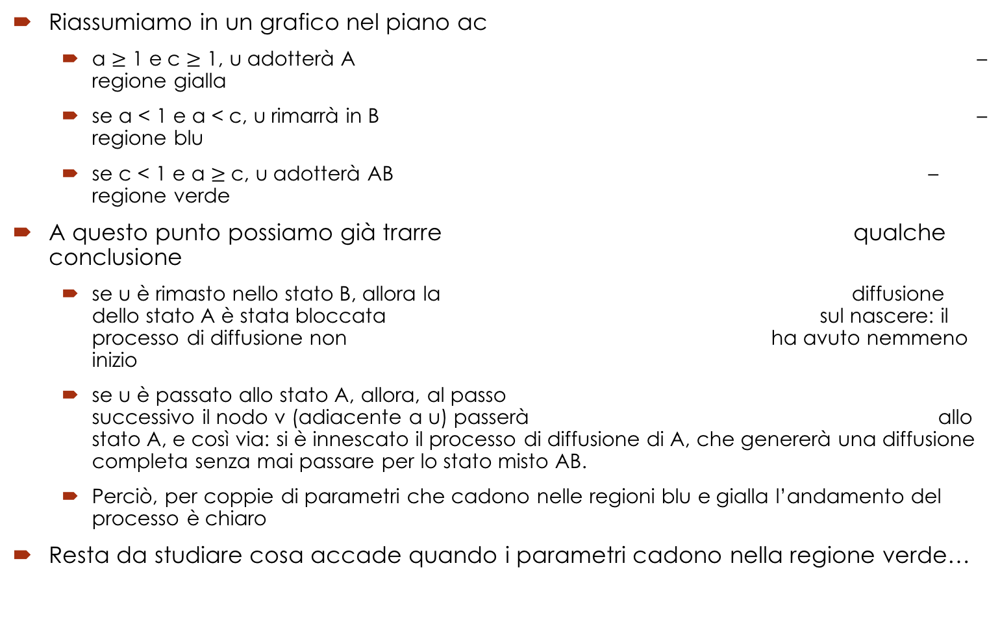 Riassumiamo in un grafico nel piano ac
a ≥ 1 e c ≥ 1, u adotterà A –
regione gialla
se a < 1 e a < c, u rimarrà in B –
regione blu
se c < 1 e a ≥ c, u adotterà AB –
regione verde
A questo punto possiamo già trarre qualche
conclusione
se u è rimasto nello stato B, allora la diffusione
dello stato A è stata bloccata sul nascere: il
processo di diffusione non ha avuto nemmeno
inizio
se u è passato allo stato A, allora, al passo
successivo il nodo v (adiacente a u) passerà allo
stato A, e così via: si è innescato il processo di diffusione di A, che genererà una diffusione
completa senza mai passare per lo stato misto AB.
Perciò, per coppie di parametri che cadono nelle regioni blu e gialla l’andamento del
processo è chiaro
Resta da studiare cosa accade quando i parametri cadono nella regione verde…